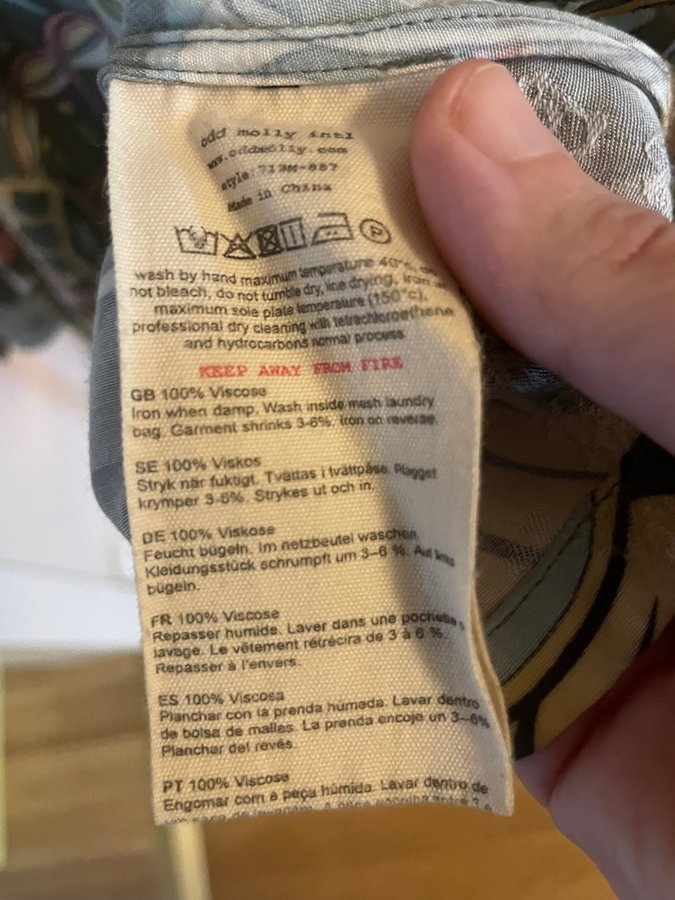 odd molly intl
www.oddmolly.com
style:713M-887
Made in China
P
wash by hand maximum temperature 40°c, do
not bleach, do not tumble dry, line drying, iron at
maximum sole plate temperature (150°c),
professional dry cleaning with tetrachloroethene
and hydrocarbons normal process
KEEP AWAY FROM FIRE
GB 100% Viscose
Iron when damp. Wash inside mesh laundry
bag. Garment shrinks 3-6%. Iron on reverse.
SE 100% Viskos
Stryk när fuktigt. Tvättas i tvättpåse. Plagget
krymper 3-6%. Strykes ut och in.
DE 100% Viskose
Feucht bügeln. Im netzbeutel waschen.
Kleidungsstück schrumpft um 3–6 %. Auf links
bügeln.
FR 100% Viscose
Repasser humide. Laver dans une pochette
lavage. Le vêtement rétrécira de 3 à 6 %.
Repasser à l'envers.
ES 100% Viscosa
Planchar con la prenda húmeda. Lavar dentro
de bolsa de mallas. La prenda encoje un 3–6%
Planchar del revés.
PT 100% Viscose
Engomar com a peça húmida. Lavar dentro de